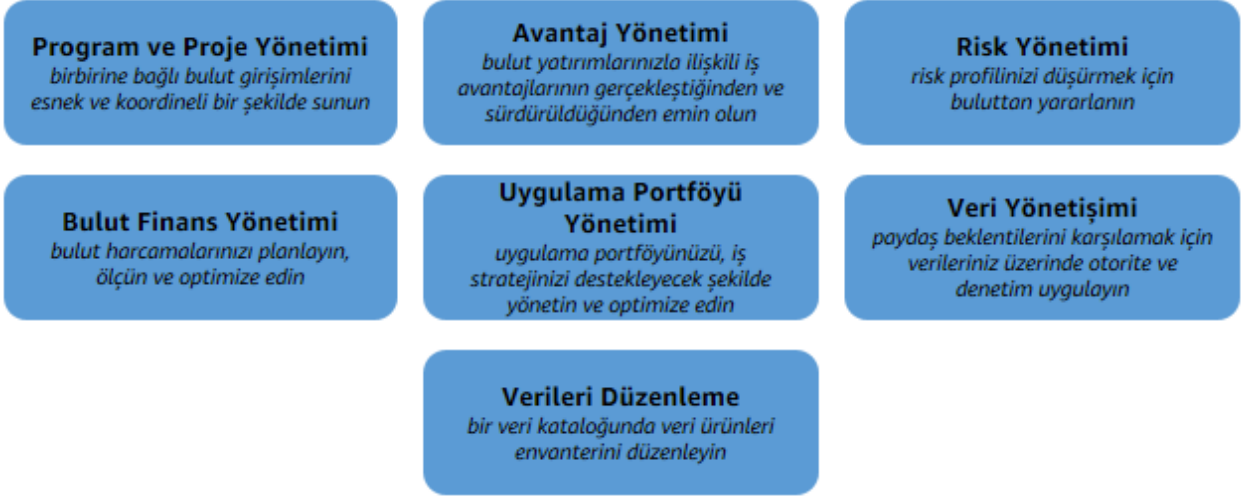 Program ve Proje Yönetimi
birbirine bağlı bulut girişimlerini
esnek ve koordineli bir şekilde sunun
Avantaj Yönetimi
bulut yatırımlarınızla ilişkili iş
avantajlarının gerçekleştiğinden ve
sürdürüldüğünden emin olun
Risk Yönetimi
risk profilinizi düşürmek için
buluttan yararlanın
Bulut Finans Yönetimi
bulut harcamalarınızı planlayın,
ölçün ve optimize edin
Uygulama Portföyü
Yönetimi
uygulama portföyünüzü, iş
stratejinizi destekleyecek şekilde
yönetin ve optimize edin
Veri Yönetişimi
paydaş beklentilerini karşılamak için
verileriniz üzerinde otorite ve
denetim uygulayın
Verileri Düzenleme
bir veri kataloğunda veri ürünleri
envanterini düzenleyin